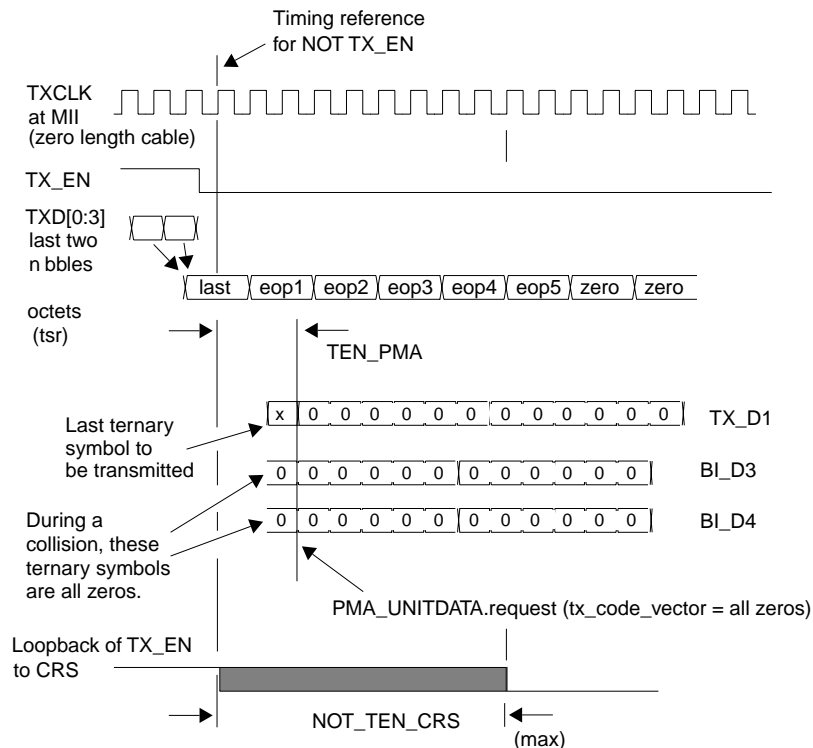 Timing reference
for NOT TX_EN
TXCLK
at MII
(zero length cable)
TX_EN
TXD[0:3]
last two
n bbles
last eop1 eop2 eop3 eop4 eop5 zero zero
octets
(tsr)
TEN_PMA
x 0 0 0 0 0 0 0 0 0 0 0 0 TX_D1
Last ternary
symbol to
be transmitted
0 0 0 0 0 0 0 0 0 0 0 0 BI_D3
0 0 0 0 0 0 0 0 0 0 0 0 BI_D4
During a
collision, these
ternary symbols
are all zeros.
PMA_UNITDATA.request (tx_code_vector = all zeros)
Loopback of TX_EN
to CRS
NOT_TEN_CRS
(max)